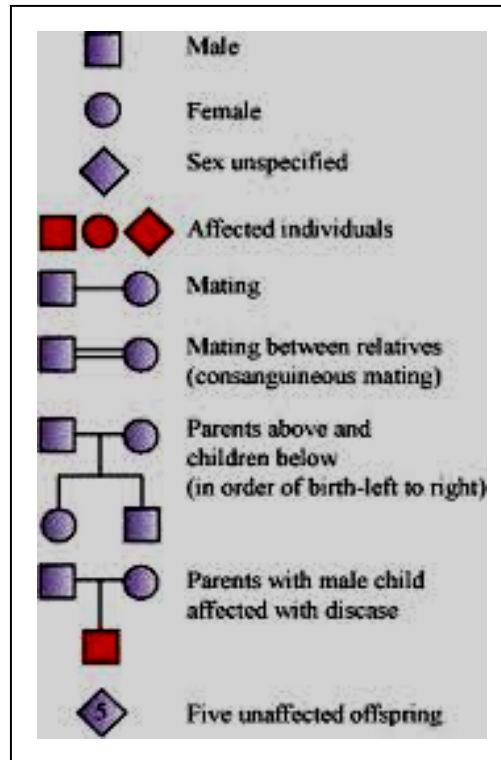 Male
Female
Sex unspecified
Affected individuals
Mating
Mating between relatives
(consanguineous mating)
Parents above and
children below
(in order of birth-left to right)
Parents with male child
affected with discase
5
Five unaffected offspring